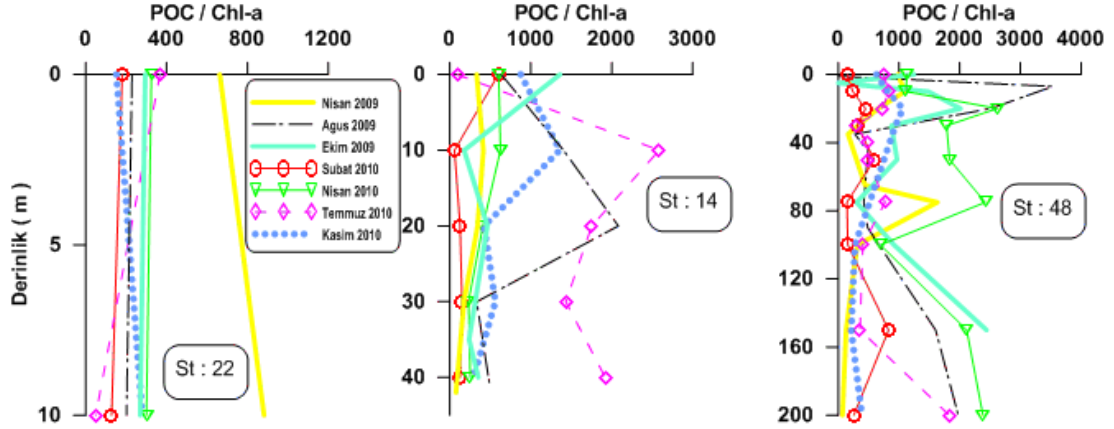 POC / Chl-a
0 400 800 1200
0
5
10
Derinlik ( m )
Nisan 2009
Agus 2009
Ekim 2009
Subat 2010
Nisan 2010
Temmuz 2010
Kasim 2010
St : 22
POC / Chl-a
0 1000 2000 3000
0
10
20
30
40
St : 14
POC / Chl-a
0 1000 2000 3000 4000
0
40
80
120
160
200
St : 48